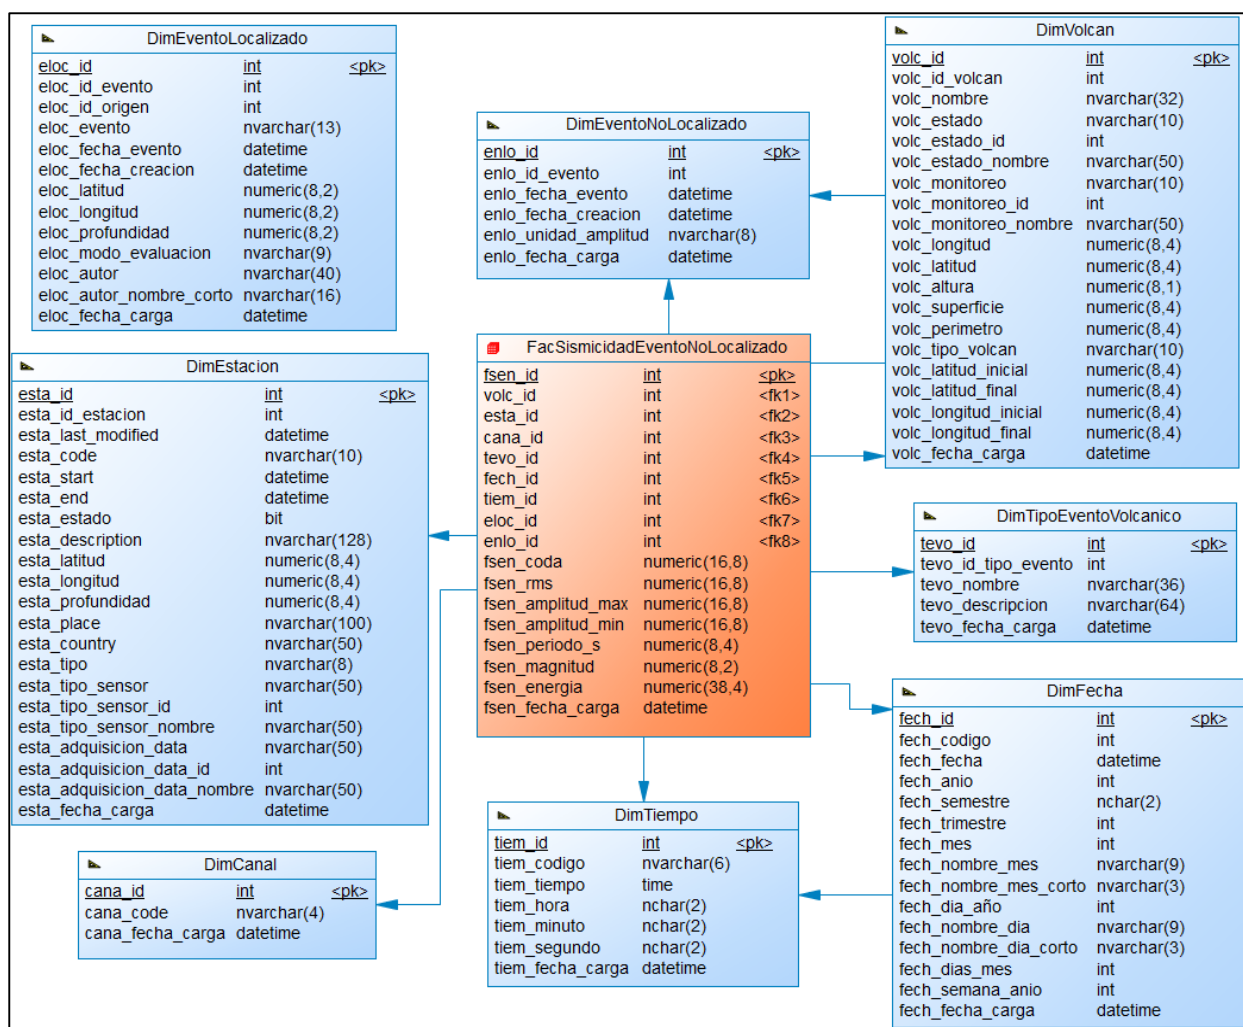 DimEventoLocalizado
eloc_id int <pk>
eloc_id_evento int
eloc_id_origen int
eloc_evento nvarchar(13)
eloc_fecha_evento datetime
eloc_fecha_creacion datetime
eloc_latitud numeric(8,2)
eloc_longitud numeric(8,2)
eloc_profundidad numeric(8,2)
eloc_modo_evaluacion nvarchar(9)
eloc_autor nvarchar(40)
eloc_autor_nombre_corto nvarchar(16)
eloc_fecha_carga datetime
DimEventoNoLocalizado
enlo_id int <pk>
enlo_id_evento int
enlo_fecha_evento datetime
enlo_fecha_creacion datetime
enlo_unidad_amplitud nvarchar(8)
enlo_fecha_carga datetime
DimVolcan
volc_id int <pk>
volc_id_volcan int
volc_nombre nvarchar(32)
volc_estado nvarchar(10)
volc_estado_id int
volc_estado_nombre nvarchar(50)
volc_monitoreo nvarchar(10)
volc_monitoreo_id int
volc_monitoreo_nombre nvarchar(50)
volc_longitud numeric(8,4)
volc_latitud numeric(8,4)
volc_altura numeric(8,1)
volc_superficie numeric(8,4)
volc_perimetro numeric(8,4)
volc_tipo_volcan nvarchar(10)
volc_latitud_inicial numeric(8,4)
volc_latitud_final numeric(8,4)
volc_longitud_inicial numeric(8,4)
volc_longitud_final numeric(8,4)
volc_fecha_carga datetime
DimEstacion
esta_id int <pk>
esta_id_estacion int
esta_last_modified datetime
esta_code nvarchar(10)
esta_start datetime
esta_end datetime
esta_estado bit
esta_description nvarchar(128)
esta_latitud numeric(8,4)
esta_longitud numeric(8,4)
esta_profundidad numeric(8,4)
esta_place nvarchar(100)
esta_country nvarchar(50)
esta_tipo nvarchar(8)
esta_tipo_sensor nvarchar(50)
esta_tipo_sensor_id int
esta_tipo_sensor_nombre nvarchar(50)
esta_adquisicion_data nvarchar(50)
esta_adquisicion_data_id int
esta_adquisicion_data_nombre nvarchar(50)
esta_fecha_carga datetime
FacSismicidadEventoNoLocalizado
fsen_id int <pk>
volc_id int <fk1>
esta_id int <fk2>
cana_id int <fk3>
tevo_id int <fk4>
fech_id int <fk5>
tiem_id int <fk6>
eloc_id int <fk7>
enlo_id int <fk8>
fsen_coda numeric(16,8)
fsen_rms numeric(16,8)
fsen_amplitud_max numeric(16,8)
fsen_amplitud_min numeric(16,8)
fsen_periodo_s numeric(8,4)
fsen_magnitud numeric(8,2)
fsen_energia numeric(38,4)
fsen_fecha_carga datetime
DimTipoEventoVolcanico
tevo_id int <pk>
tevo_id_tipo_evento int
tevo_nombre nvarchar(36)
tevo_descripcion nvarchar(64)
tevo_fecha_carga datetime
DimFecha
fech_id int <pk>
fech_codigo int
fech_fecha datetime
fech_anio int
fech_semestre nchar(2)
fech_trimestre int
fech_mes int
fech_nombre_mes nvarchar(9)
fech_nombre_mes_corto nvarchar(3)
fech_dia_año int
fech_nombre_dia nvarchar(9)
fech_nombre_dia_corto nvarchar(3)
fech_dias_mes int
fech_semana_anio int
fech_fecha_carga datetime
DimTiempo
tiem_id int <pk>
tiem_codigo nvarchar(6)
tiem_tiempo time
tiem_hora nchar(2)
tiem_minuto nchar(2)
tiem_segundo nchar(2)
tiem_fecha_carga datetime
DimCanal
cana_id int <pk>
cana_code nvarchar(4)
cana_fecha_carga datetime